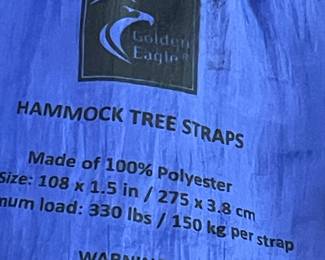 Golden
Eagle®
HAMMOCK TREE STRAPS
Made of 100% Polyester
Size: 108 x 1.5 in / 275 x 3.8 cm
mum load: 330 lbs / 150 kg per strap